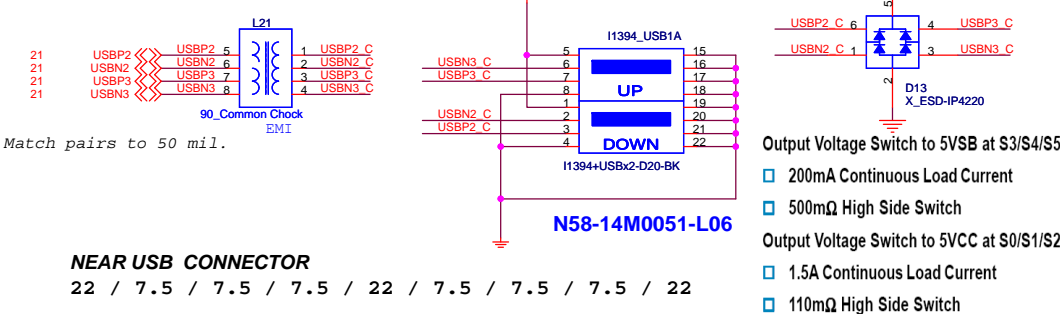 L21
21 USBP2 USBP2 5 1 USBP2_C
21 USBN2 USBN2 6 2 USBN2_C
21 USBP3 USBP3 7 3 USBP3_C
21 USBN3 USBN3 8 4 USBN3_C
90_Common Chock
EMI
Match pairs to 50 mil.
I1394_USB1A
5 15
USBN3_C 6 16
USBP3_C 7 17
8 UP 18
1 19
USBN2_C 2 20
USBP2_C 3 21
4 DOWN 22
I1394+USBx2-D20-BK
N58-14M0051-L06
5
USBP2_C 6 4 USBP3_C
USBN2_C 1 3 USBN3_C
2
D13
X_ESD-IP4220
Output Voltage Switch to 5VSB at S3/S4/S5
200mA Continuous Load Current
500mΩ High Side Switch
Output Voltage Switch to 5VCC at S0/S1/S2
1.5A Continuous Load Current
110mΩ High Side Switch
NEAR USB CONNECTOR
22 / 7.5 / 7.5 / 7.5 / 22 / 7.5 / 7.5 / 7.5 / 22